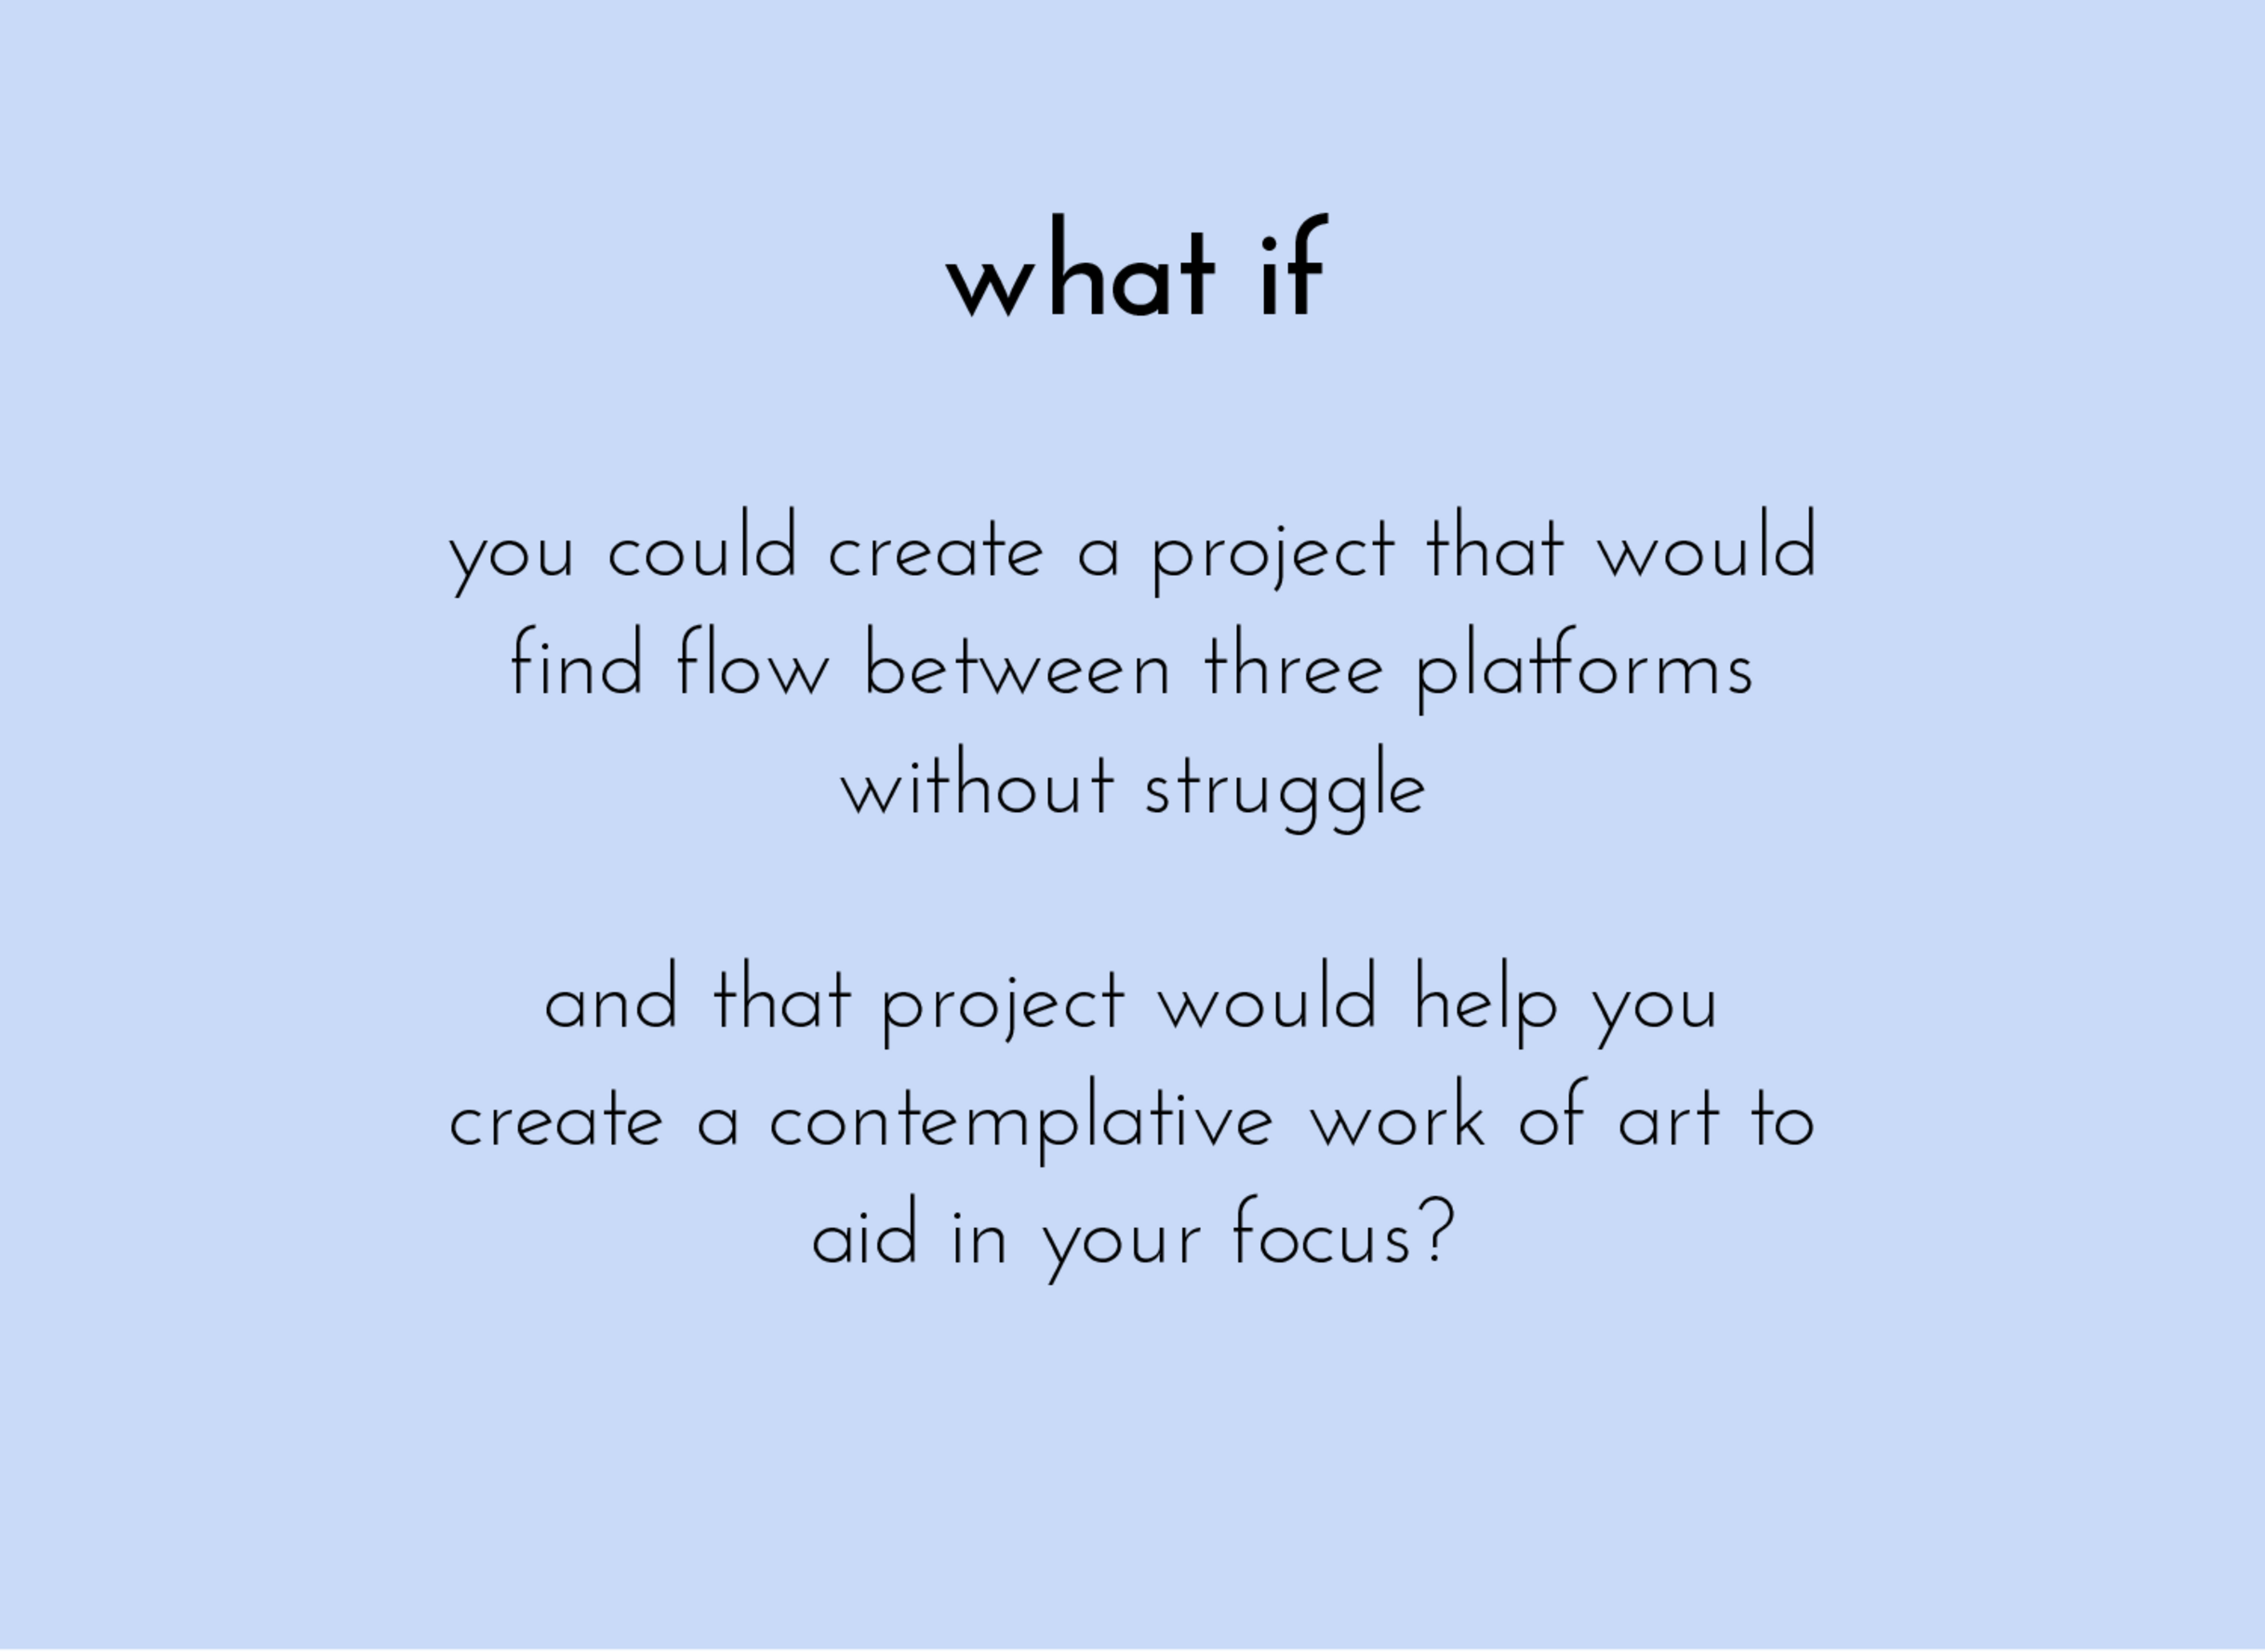 what if
you could create a project that would
find flow between three platforms
without struggle
and that project would help you
create a contemplative work of art to
aid in your focus?